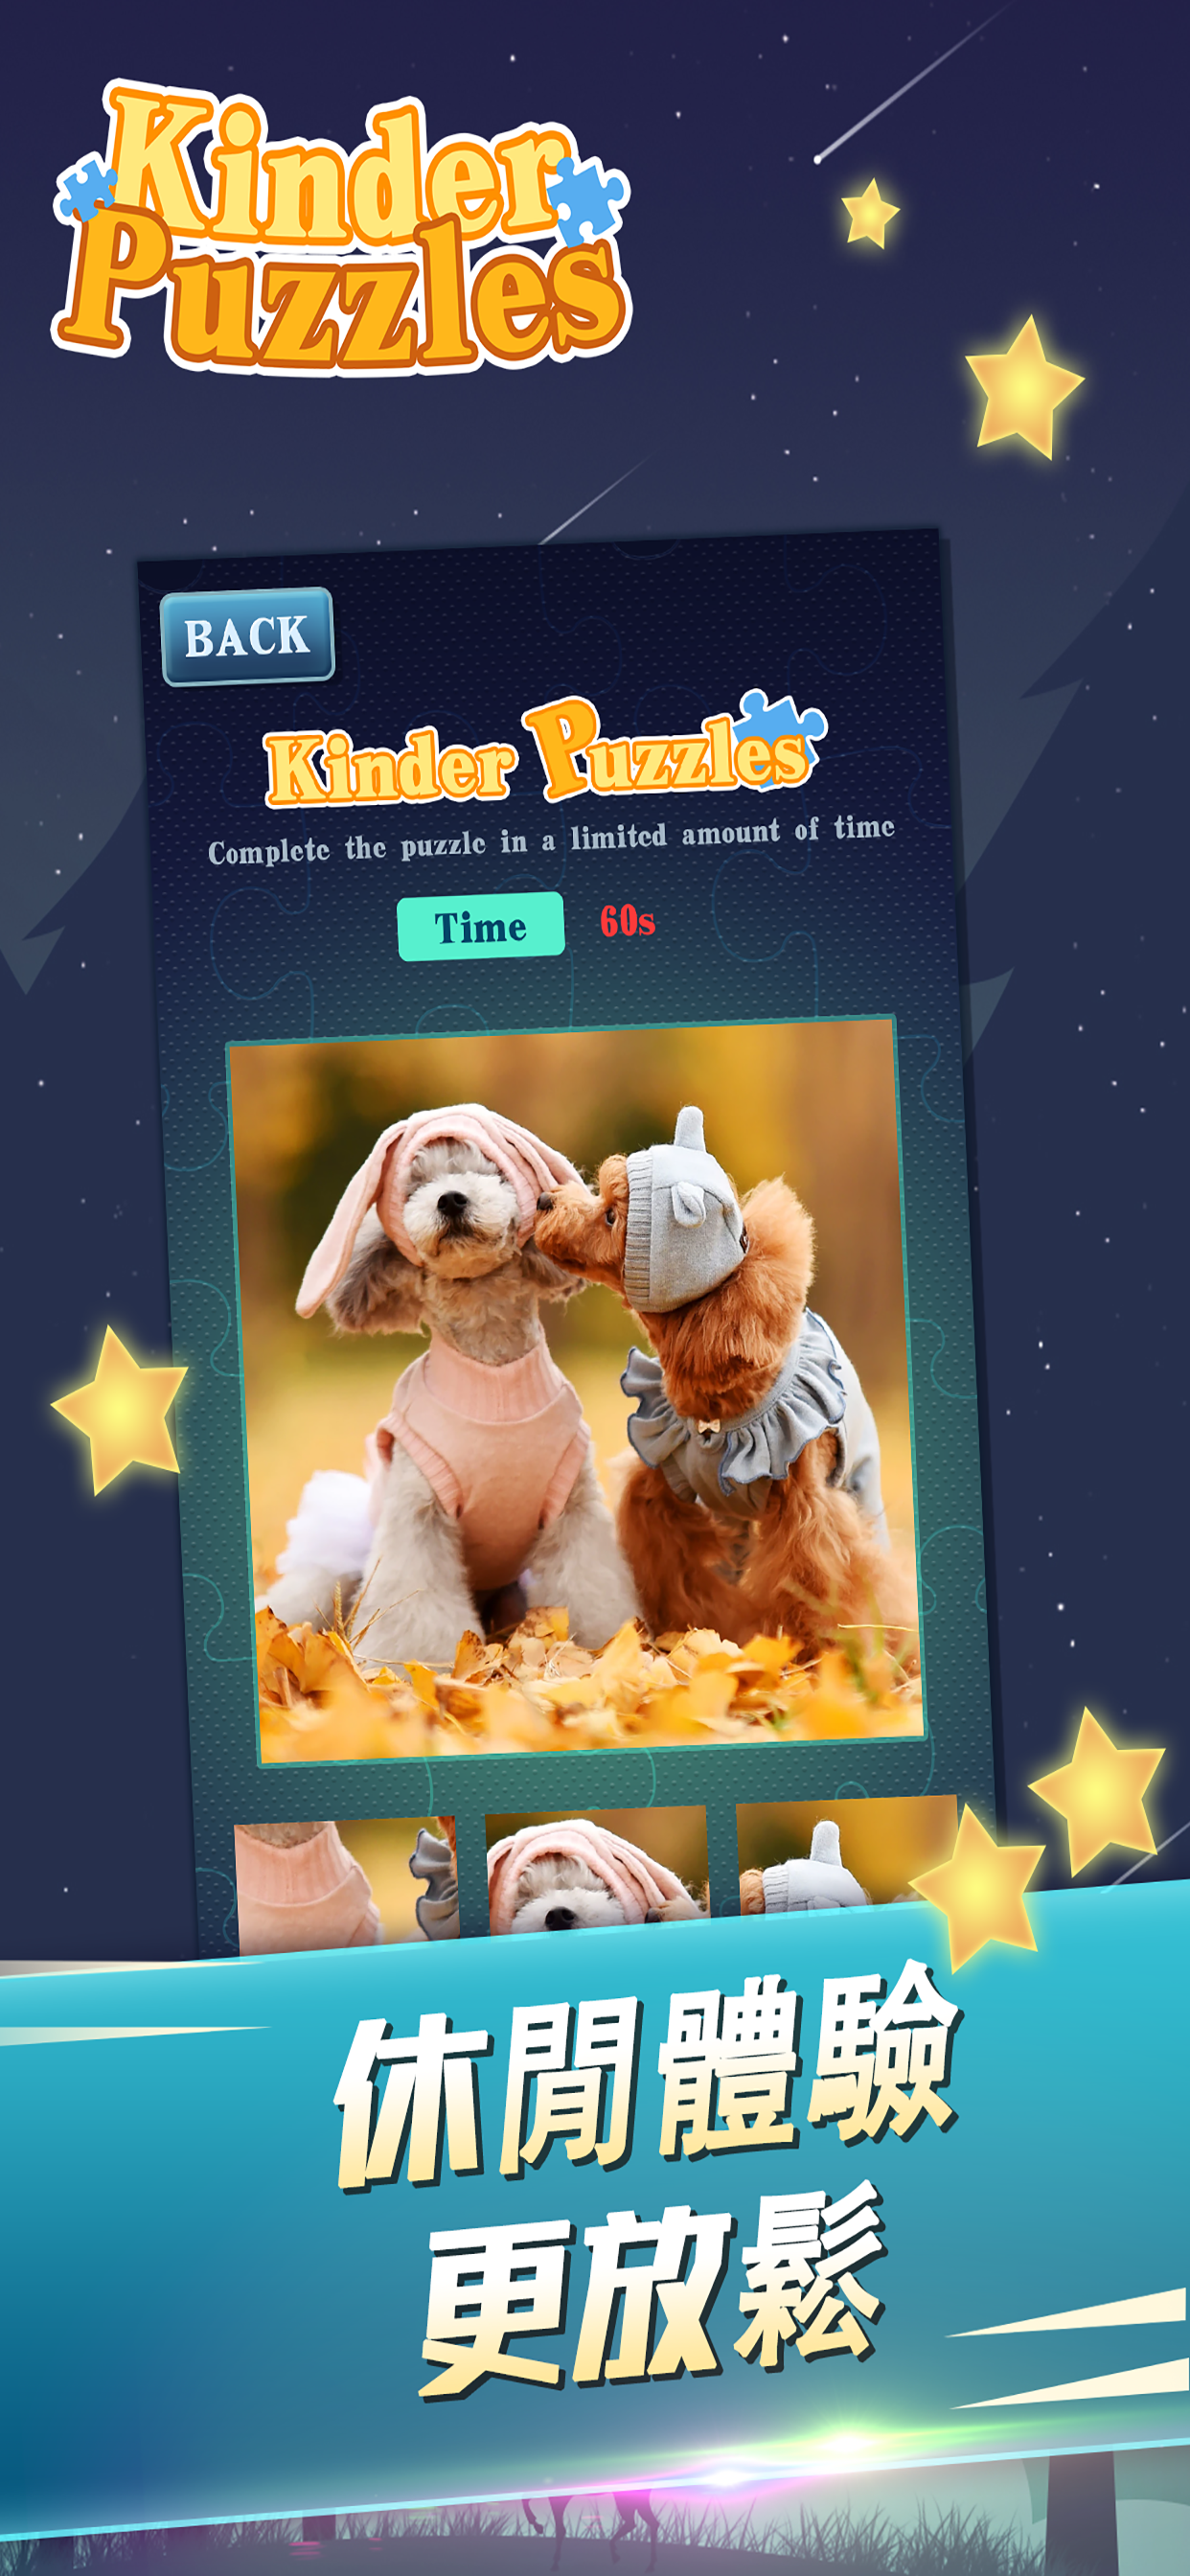 Kinder
Puzzles
BACK
Kinder Puzzles
Complete the puzzle in a limited amount of time
Time 60s
休閒體驗
更放鬆